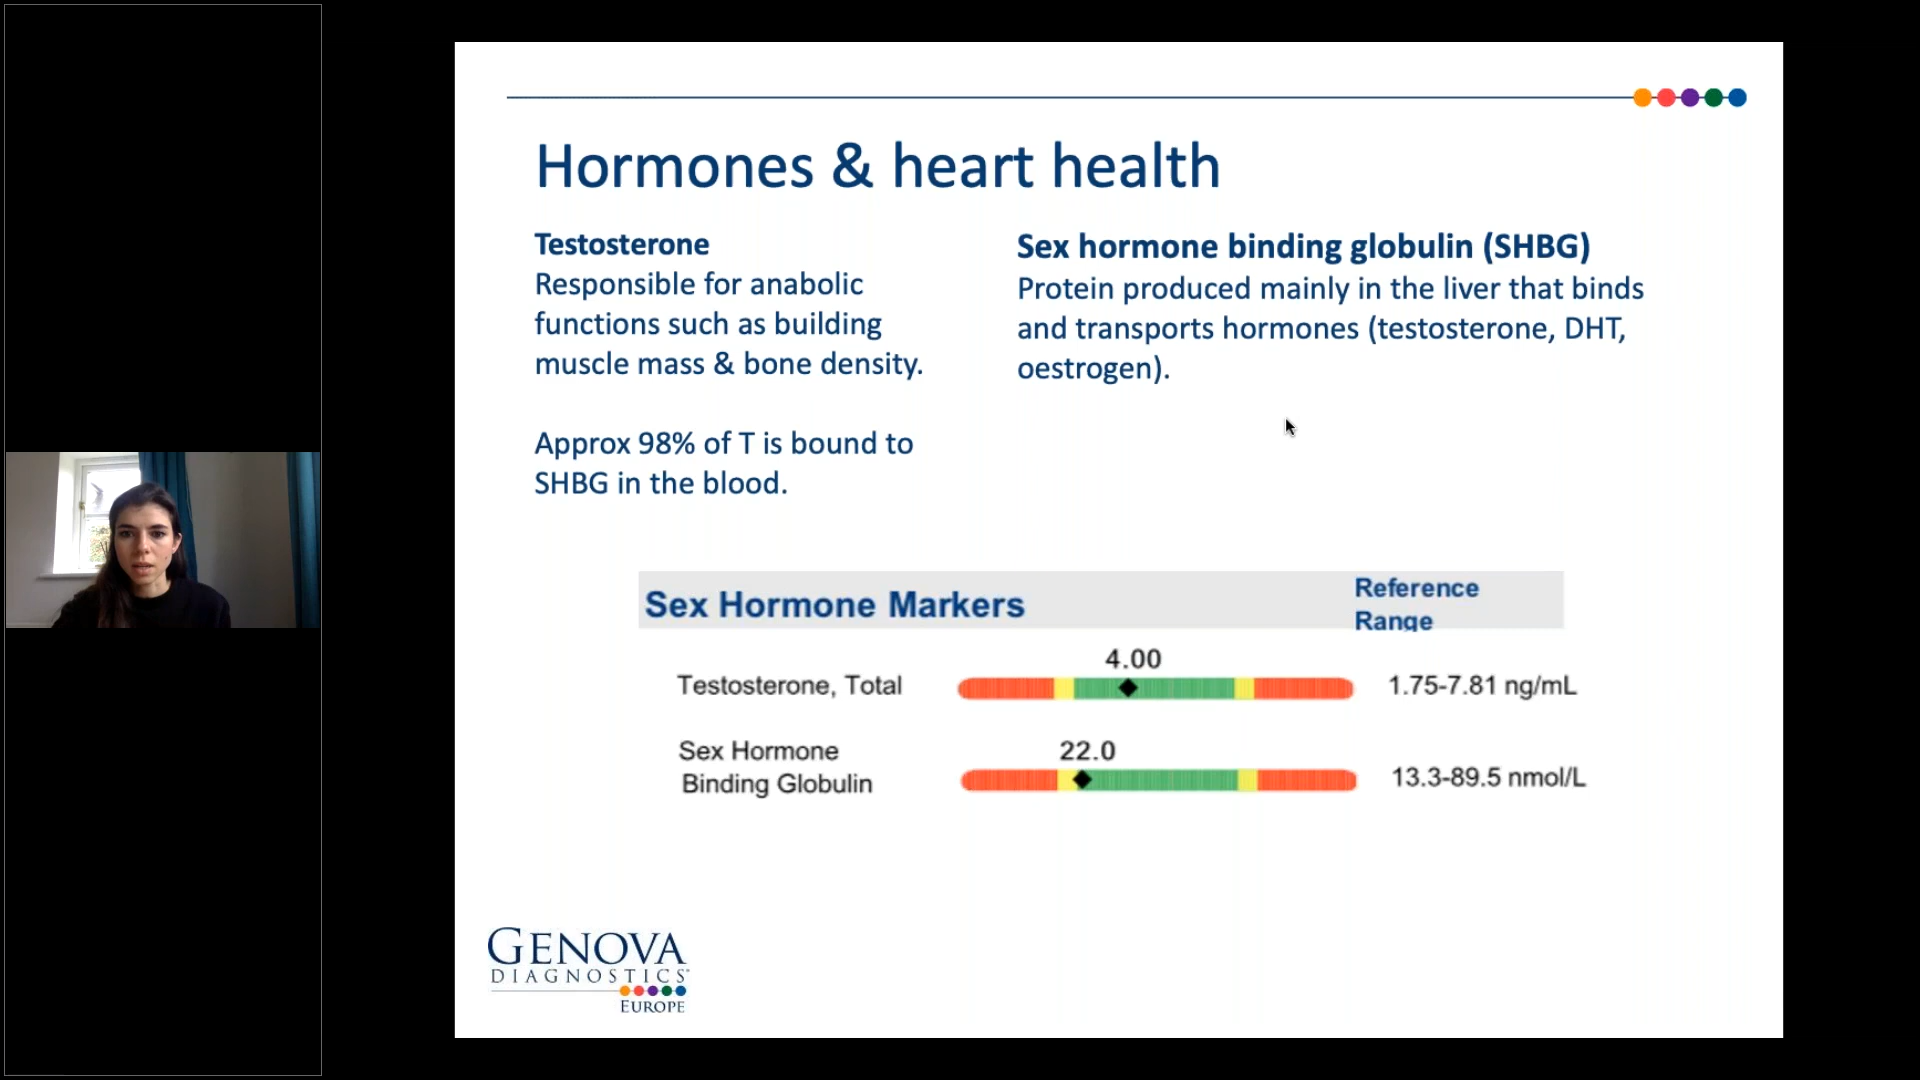 Hormones & heart health
Testosterone
Responsible for anabolic
functions such as building
muscle mass & bone density.
Approx 98% of T is bound to
SHBG in the blood.
Sex hormone binding globulin (SHBG)
Protein produced mainly in the liver that binds
and transports hormones (testosterone, DHT,
oestrogen).
Sex Hormone Markers
Reference
Range
4.00
Testosterone, Total
1.75-7.81 ng/mL
22.0
Sex Hormone
Binding Globulin
13.3-89.5 nmol/L
GENOVA
DIAGNOSTICS
EUROPE